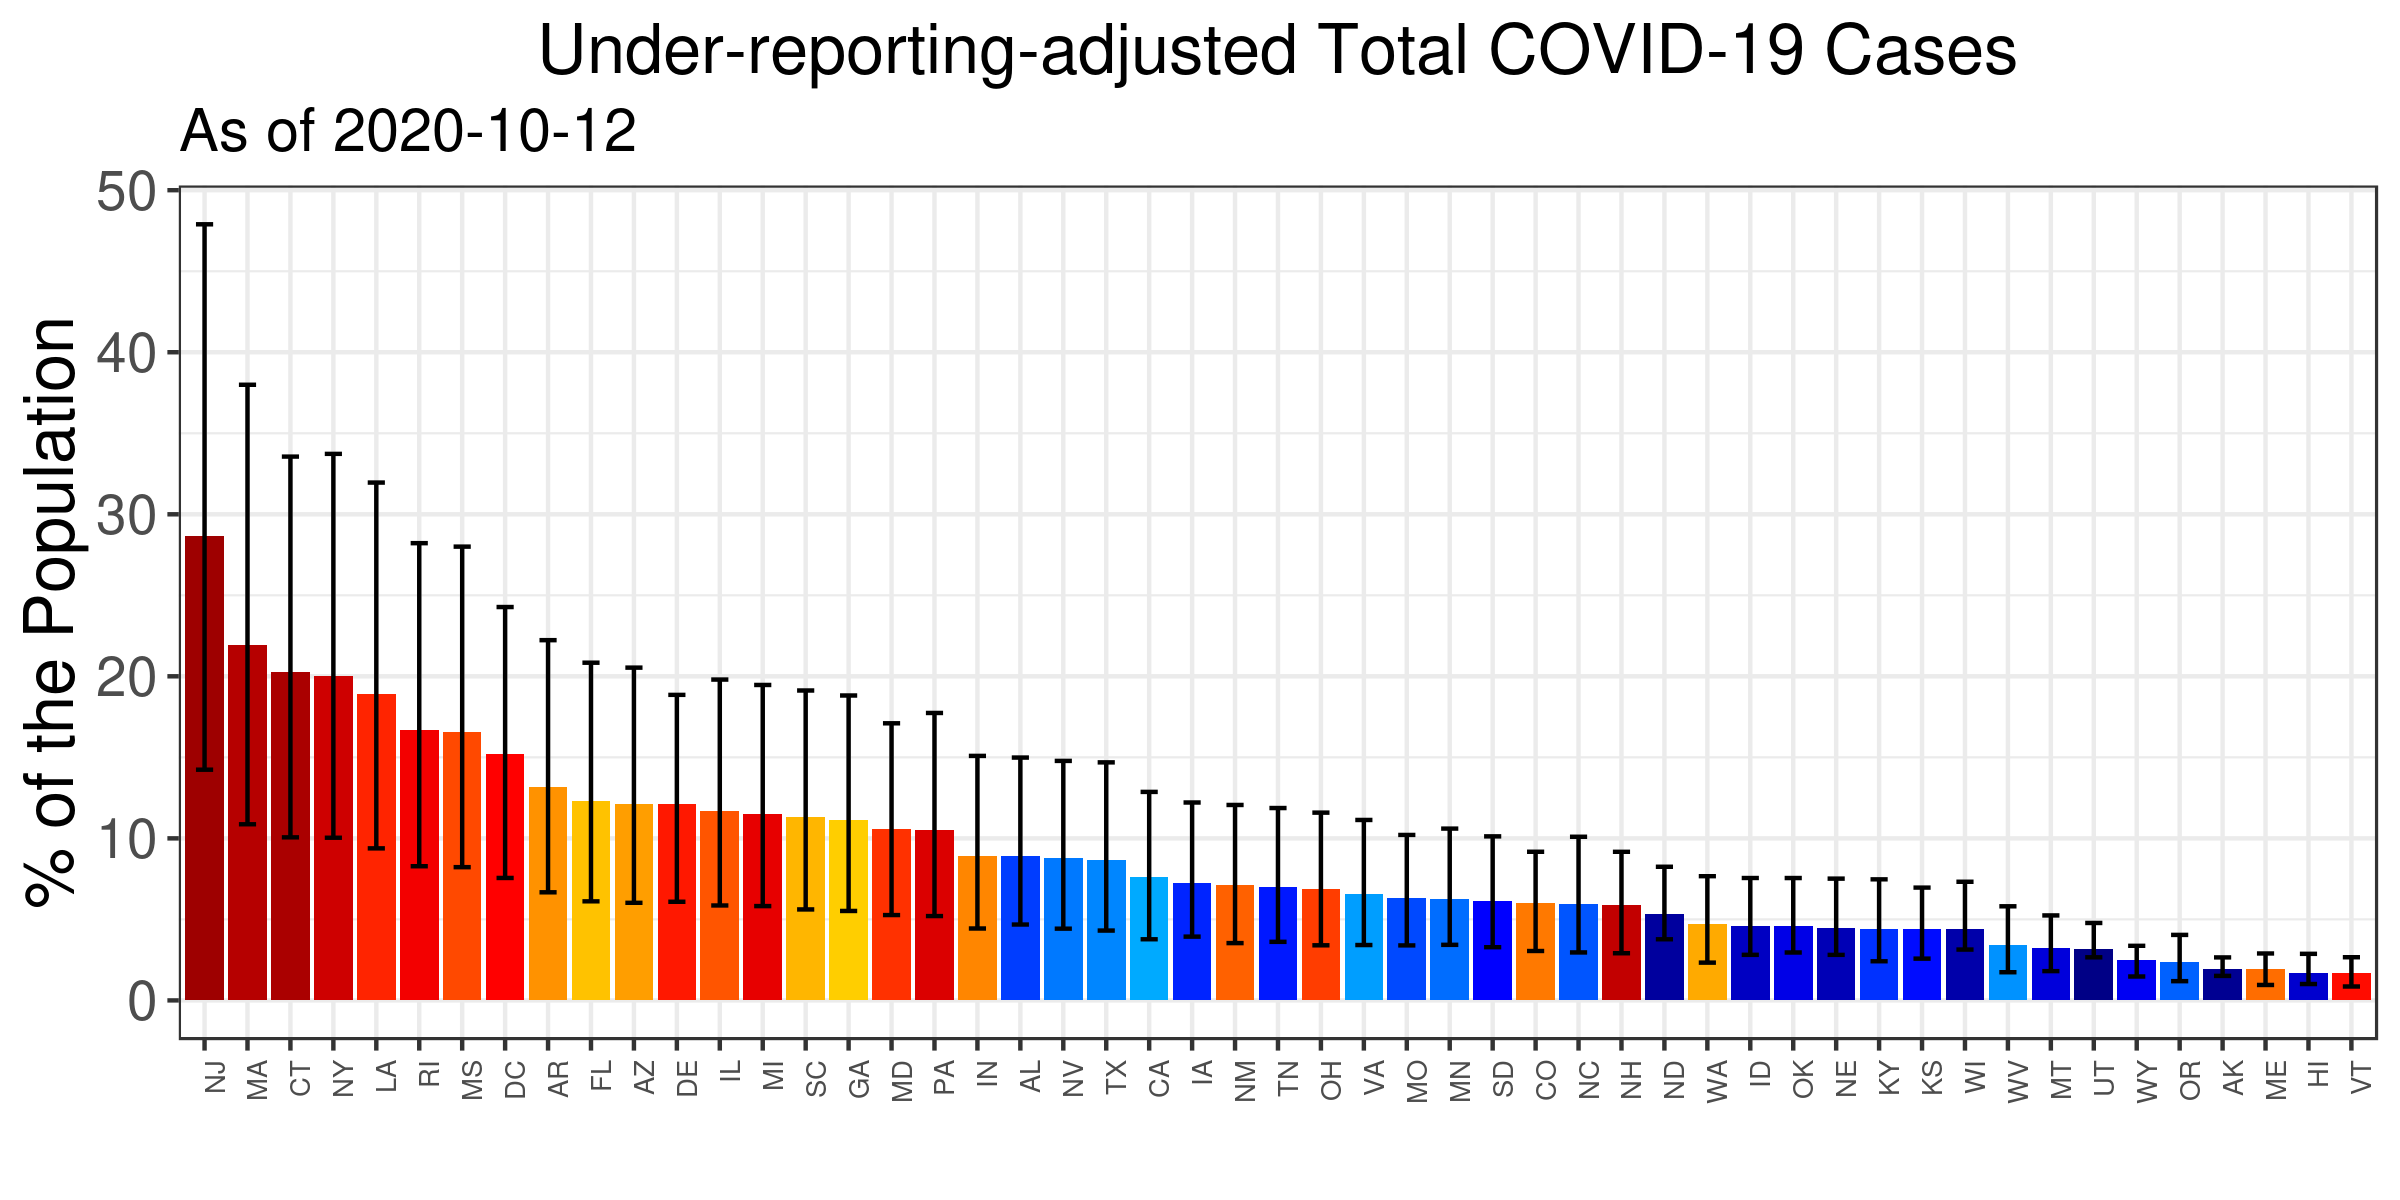 Under-reporting-adjusted Total COVID-19 Cases
As of 2020-10-12
% of the Population
50
40
30
20
10
0
NJ MA CT NY LA RI MS DC AR FL AZ DE IL MI SC GA MD PA IN AL NV TX CA IA NM TN OH VA MO MN SD CO NC NH ND WA ID OK NE KY KS WI WV MT UT WY OR AK ME HI VT